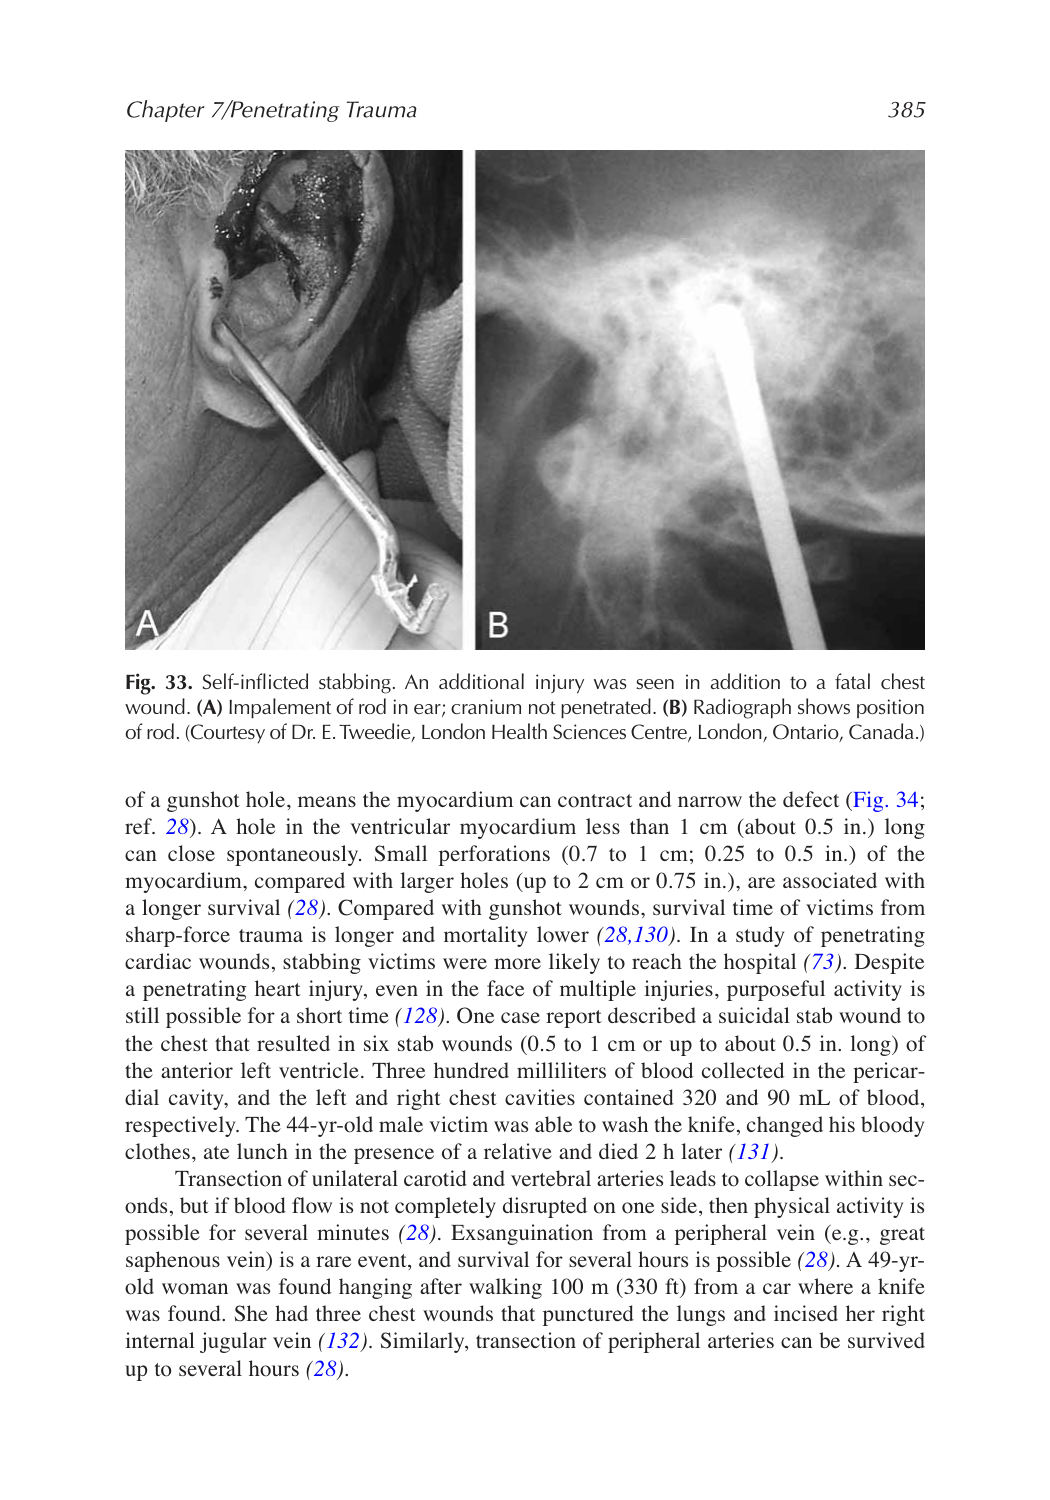 Chapter 7/Penetrating Trauma 385
A
B
Fig. 33. Self-inflicted stabbing. An additional injury was seen in addition to a fatal chest
wound. (A) Impalement of rod in ear; cranium not penetrated. (B) Radiograph shows position
of rod. (Courtesy of Dr. E. Tweedie, London Health Sciences Centre, London, Ontario, Canada.)
of a gunshot hole, means the myocardium can contract and narrow the defect (Fig. 34;
ref. 28). A hole in the ventricular myocardium less than 1 cm (about 0.5 in.) long
can close spontaneously. Small perforations (0.7 to 1 cm; 0.25 to 0.5 in.) of the
myocardium, compared with larger holes (up to 2 cm or 0.75 in.), are associated with
a longer survival (28). Compared with gunshot wounds, survival time of victims from
sharp-force trauma is longer and mortality lower (28,130). In a study of penetrating
cardiac wounds, stabbing victims were more likely to reach the hospital (73). Despite
a penetrating heart injury, even in the face of multiple injuries, purposeful activity is
still possible for a short time (128). One case report described a suicidal stab wound to
the chest that resulted in six stab wounds (0.5 to 1 cm or up to about 0.5 in. long) of
the anterior left ventricle. Three hundred milliliters of blood collected in the pericar-
dial cavity, and the left and right chest cavities contained 320 and 90 mL of blood,
respectively. The 44-yr-old male victim was able to wash the knife, changed his bloody
clothes, ate lunch in the presence of a relative and died 2 h later (131).
Transection of unilateral carotid and vertebral arteries leads to collapse within sec-
onds, but if blood flow is not completely disrupted on one side, then physical activity is
possible for several minutes (28). Exsanguination from a peripheral vein (e.g., great
saphenous vein) is a rare event, and survival for several hours is possible (28). A 49-yr-
old woman was found hanging after walking 100 m (330 ft) from a car where a knife
was found. She had three chest wounds that punctured the lungs and incised her right
internal jugular vein (132). Similarly, transection of peripheral arteries can be survived
up to several hours (28).